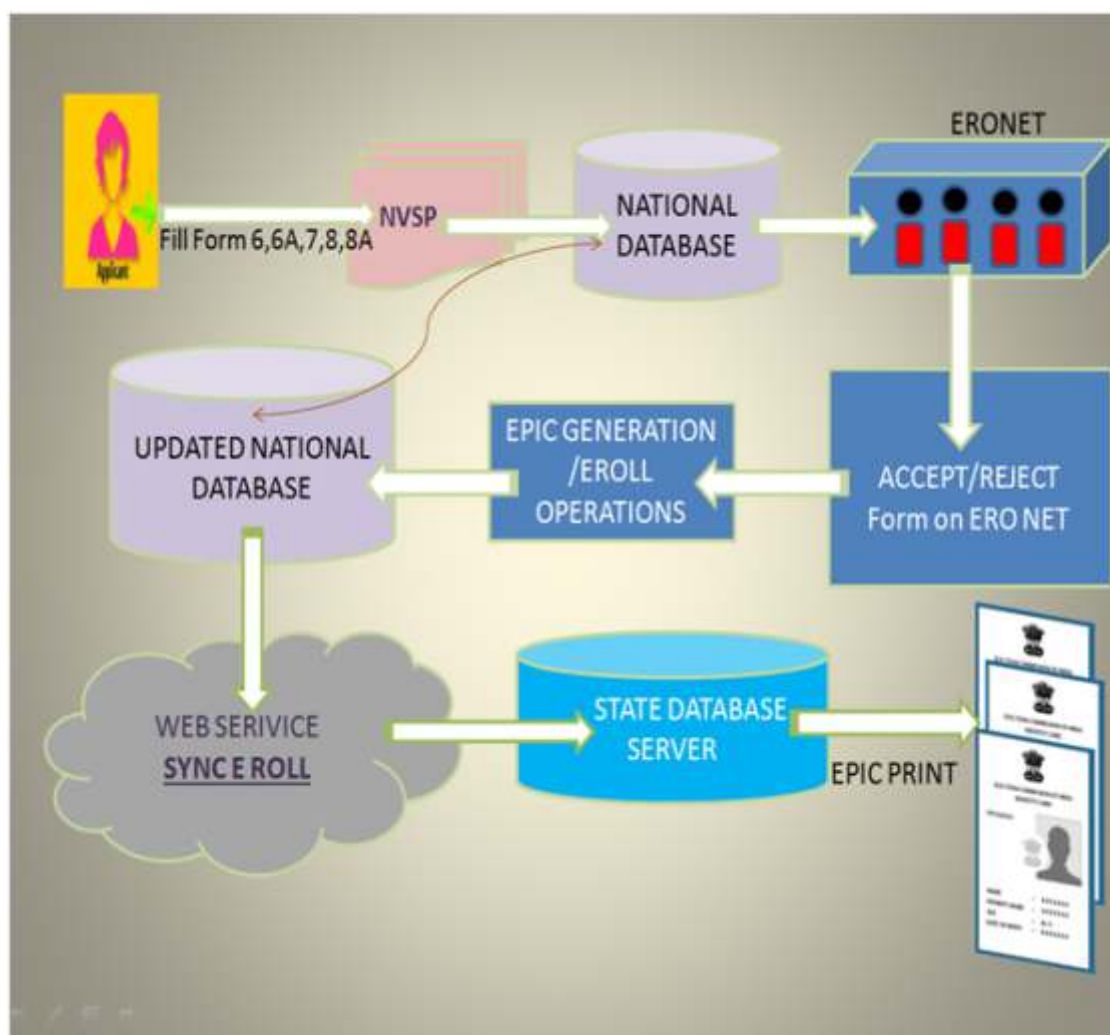 Applicant
Fill Form 6,6A,7,8,8A
NVSP
NATIONAL
DATABASE
ERONET
UPDATED NATIONAL
DATABASE
EPIC GENERATION
/EROLL
OPERATIONS
ACCEPT/REJECT
Form on ERO NET
WEB SERIVICE
SYNC E ROLL
STATE DATABASE
SERVER
EPIC PRINT